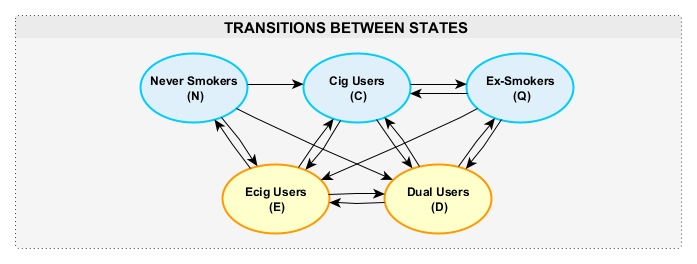 TRANSITIONS BETWEEN STATES
Never Smokers
(N)
Cig Users
(C)
Ex-Smokers
(Q)
Ecig Users
(E)
Dual Users
(D)